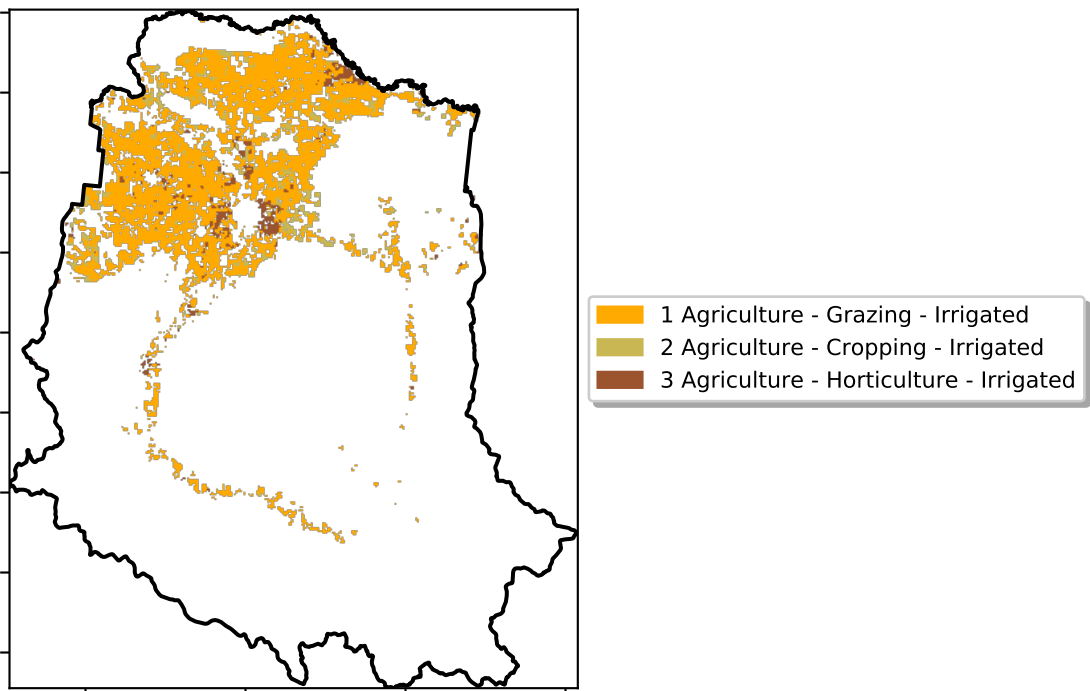 1 Agriculture - Grazing - Irrigated
2 Agriculture - Cropping - Irrigated
3 Agriculture - Horticulture - Irrigated